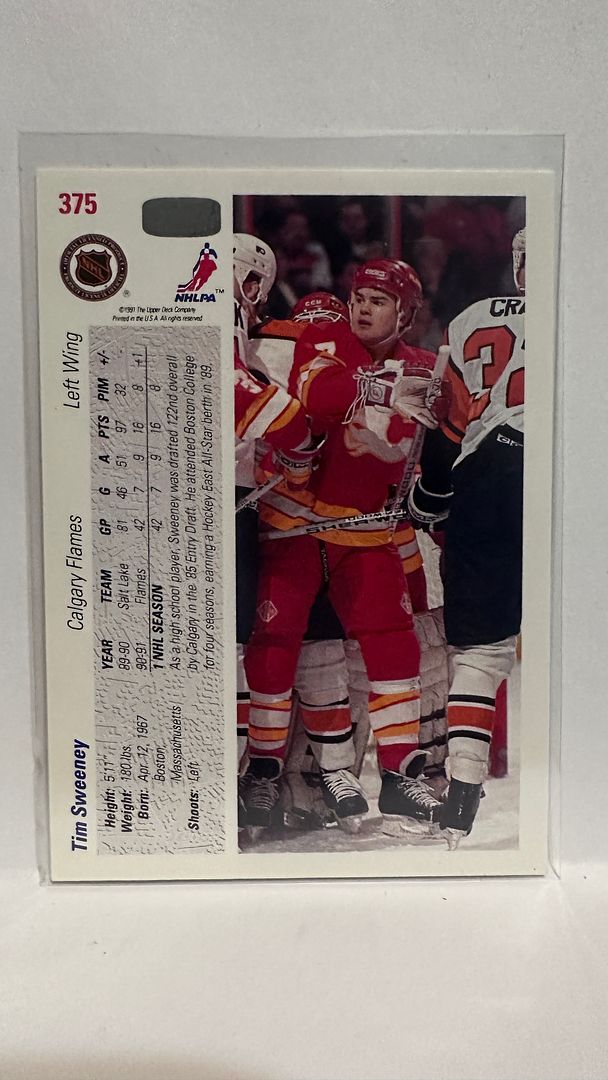 375
NHL
®
NHLPA™
©1991 The Upper Deck Company
Printed in the U.S.A. All rights reserved
Tim Sweeney Calgary Flames Left Wing
Height: 5'11"
Weight: 180 lbs.
Born: Apr. 12, 1967
Boston,
Massachusetts
Shoots: Left
YEAR TEAM GP G A PTS PIM +/-
89-90 Salt Lake 81 46 51 97 32 -
90-91 Flames 42 7 9 16 8 +1
1 NHL SEASON 42 7 9 16 8
As a high school player, Sweeney was drafted 122nd overall
by Calgary in the '85 Entry Draft. He attended Boston College
for four seasons, earning a Hockey East All-Star berth in '89.
CCM
7
C
CRA